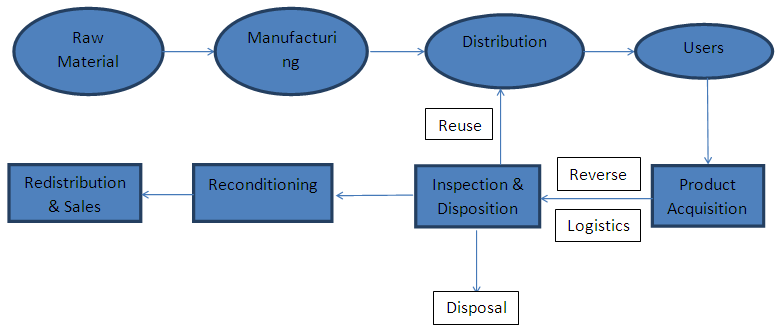 Raw
Material
Manufacturi
ng
Distribution
Users
Reuse
Redistribution
& Sales
Reconditioning
Inspection &
Disposition
Reverse
Logistics
Product
Acquisition
Disposal